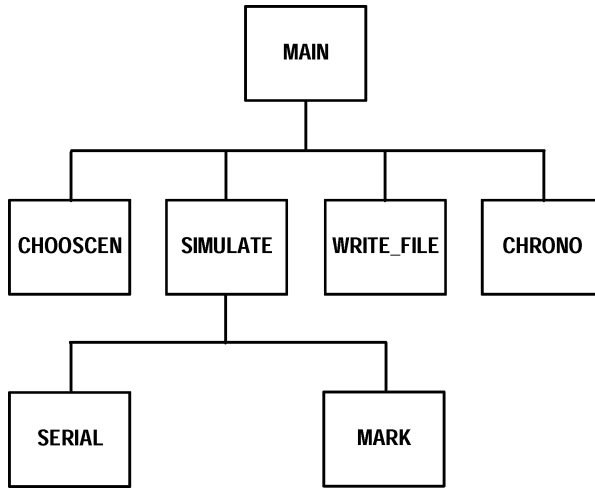 MAIN
CHOOSCEN
SIMULATE
WRITE_FILE
CHRONO
SERIAL
MARK